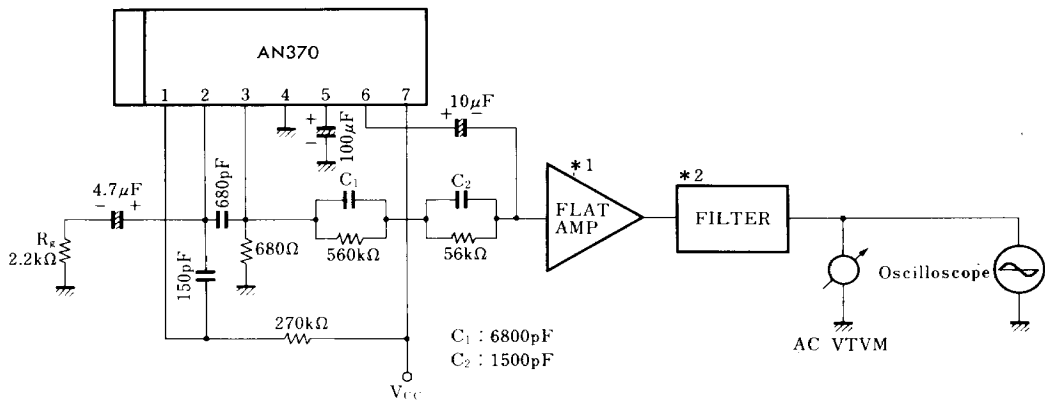 AN370
1 2 3 4 5 6 7
10μF
+ −
+
−
100μF
680pF
4.7μF
− +
C₁
C₂
*1
FLAT
AMP
*2
FILTER
Rg
2.2kΩ
150pF
680Ω
560kΩ
56kΩ
Oscilloscope
270kΩ
C₁ : 6800pF
C₂ : 1500pF
AC VTVM
VCC